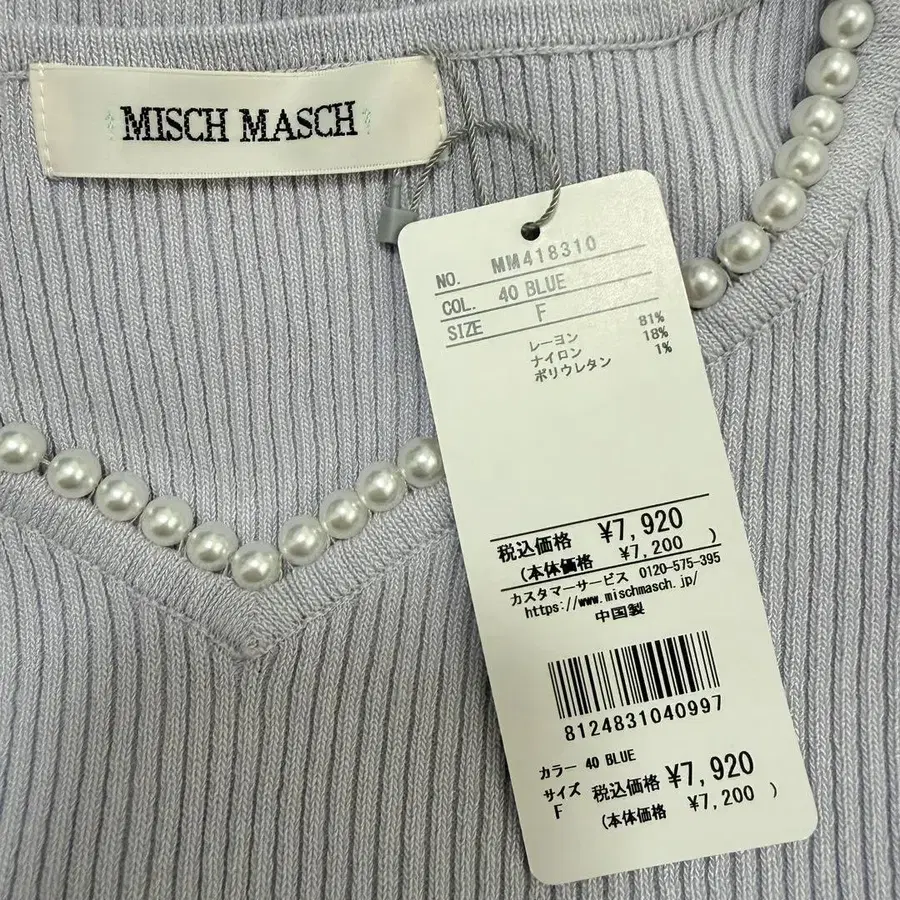 MISCH MASCH
NO. MM418310
COL. 40 BLUE
SIZE F
レーヨン 81%
ナイロン 18%
ポリウレタン 1%
税込価格 ¥7,920
(本体価格 ¥7,200 )
カスタマーサービス 0120-575-395
https://www.mischmasch.jp/
中国製
8124831040997
カラー 40 BLUE
サイズ F 税込価格 ¥7,920
(本体価格 ¥7,200 )